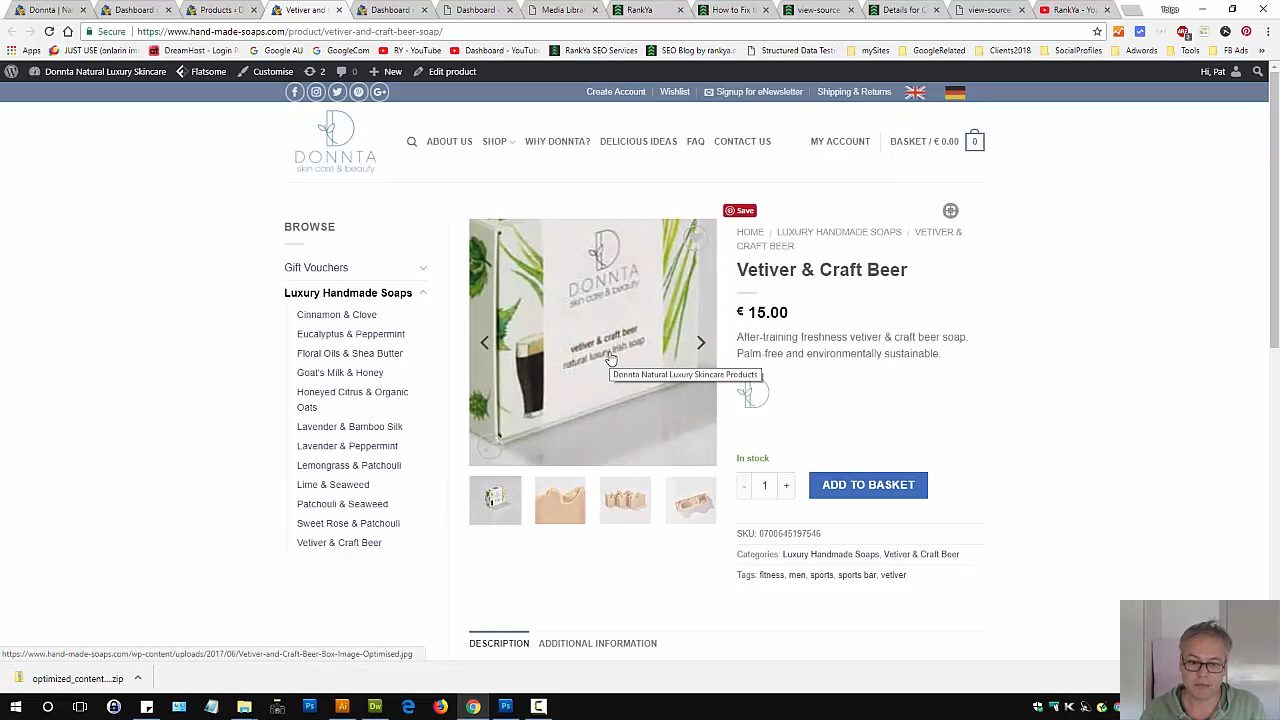 Donnta | Natu
Dashboard ‹
Products ‹ D
Vetiver and
Dashboard ‹
Dashboard
Media Libra
RankYa
How to Fix th
view-source:
Details for C
view-source:
YouTube
Tolga
Secure
https://www.hand-made-soaps.com/product/vetiver-and-craft-beer-soap/
Apps
JUST USE (onlarin im
DreamHost - Login P
Google AU
GoogleCom
RY - YouTube
Dashboard - YouTub
RankYa SEO Services
SEO Blog by rankya
Structured Data Testi
mySites
GoogleRelated
Clients2018
SocialProfiles
Adwords
Tools
FB Ads
Donnta Natural Luxury Skincare
Flatsome
Customise
2
0
New
Edit product
Hi, Pat
Create Account
Wishlist
Signup for eNewsletter
Shipping & Returns
DONNTA
skin care & beauty
ABOUT US
SHOP
WHY DONNTA?
DELICIOUS IDEAS
FAQ
CONTACT US
MY ACCOUNT
BASKET / € 0.00
0
BROWSE
Gift Vouchers
Luxury Handmade Soaps
Cinnamon & Clove
Eucalyptus & Peppermint
Floral Oils & Shea Butter
Goat's Milk & Honey
Honeyed Citrus & Organic
Oats
Lavender & Bamboo Silk
Lavender & Peppermint
Lemongrass & Patchouli
Lime & Seaweed
Patchouli & Seaweed
Sweet Rose & Patchouli
Vetiver & Craft Beer
DONNTA
skin care & beauty
vetiver & craft beer
natural luxury irish soap
Donnta Natural Luxury Skincare Products
Save
HOME / LUXURY HANDMADE SOAPS / VETIVER &
CRAFT BEER
Vetiver & Craft Beer
€ 15.00
After-training freshness vetiver & craft beer soap.
Palm-free and environmentally sustainable.
In stock
- 1 +
ADD TO BASKET
SKU: 0700645197546
Categories: Luxury Handmade Soaps, Vetiver & Craft Beer
Tags: fitness, men, sports, sports bar, vetiver
DESCRIPTION
ADDITIONAL INFORMATION
https://www.hand-made-soaps.com/wp-content/uploads/2017/06/Vetiver-and-Craft-Beer-Box-Image-Optimised.jpg
optimized_content....zip